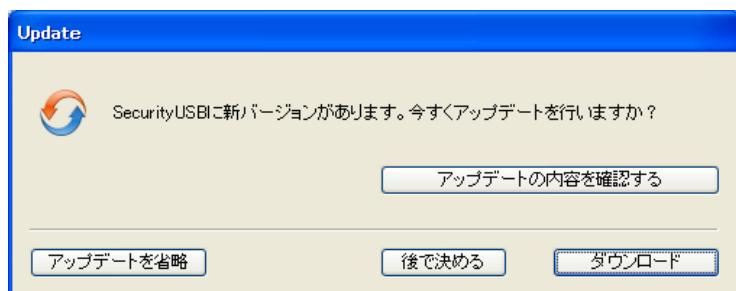 Update
SecurityUSBに新バージョンがあります。今すぐアップデートを行いますか？
アップデートの内容を確認する
アップデートを省略
後で決める
ダウンロード